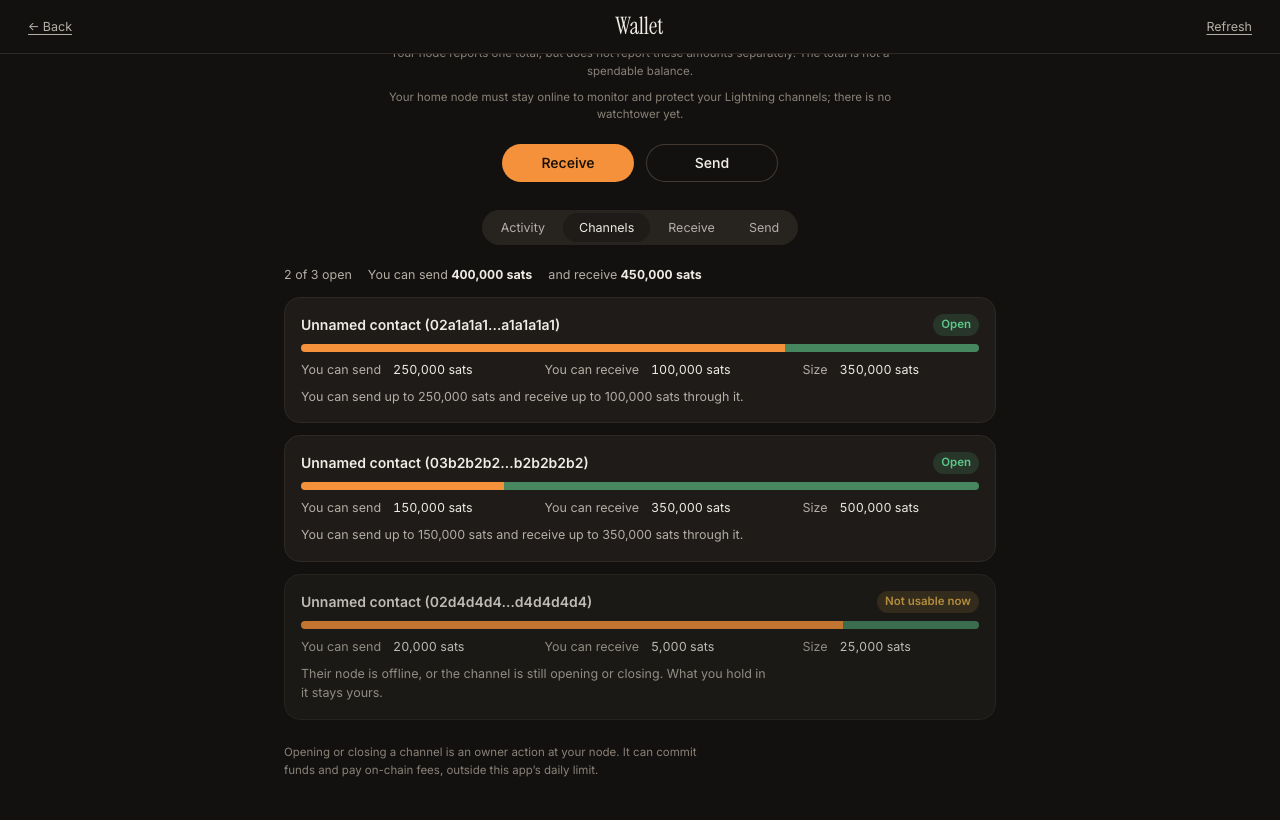 ← Back
Wallet
Refresh
Your node reports one total, but does not report these amounts separately. The total is not a
spendable balance.
Your home node must stay online to monitor and protect your Lightning channels; there is no
watchtower yet.
Receive
Send
Activity
Channels
Receive
Send
2 of 3 open You can send 400,000 sats and receive 450,000 sats
Unnamed contact (02a1a1a1…a1a1a1a1)
Open
You can send 250,000 sats You can receive 100,000 sats Size 350,000 sats
You can send up to 250,000 sats and receive up to 100,000 sats through it.
Unnamed contact (03b2b2b2…b2b2b2b2)
Open
You can send 150,000 sats You can receive 350,000 sats Size 500,000 sats
You can send up to 150,000 sats and receive up to 350,000 sats through it.
Unnamed contact (02d4d4d4…d4d4d4d4)
Not usable now
You can send 20,000 sats You can receive 5,000 sats Size 25,000 sats
Their node is offline, or the channel is still opening or closing. What you hold in
it stays yours.
Opening or closing a channel is an owner action at your node. It can commit
funds and pay on-chain fees, outside this app’s daily limit.